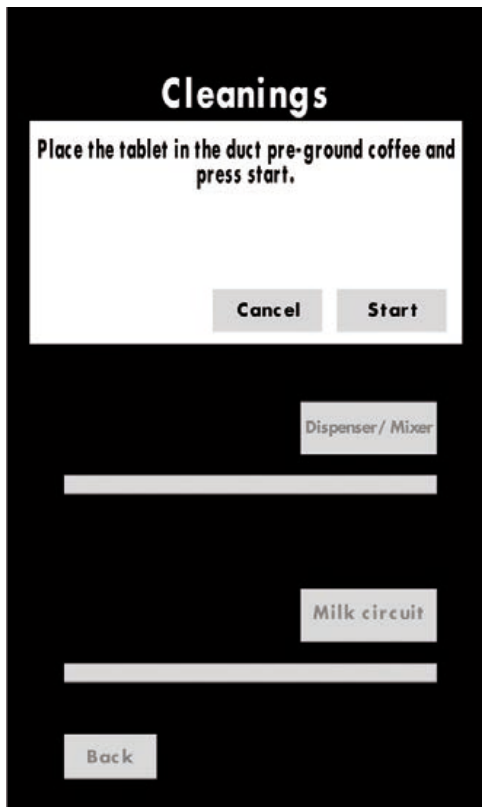 Cleanings
Place the tablet in the duct pre-ground coffee and
press start.
Cancel Start
Dispenser/ Mixer
Milk circuit
Back